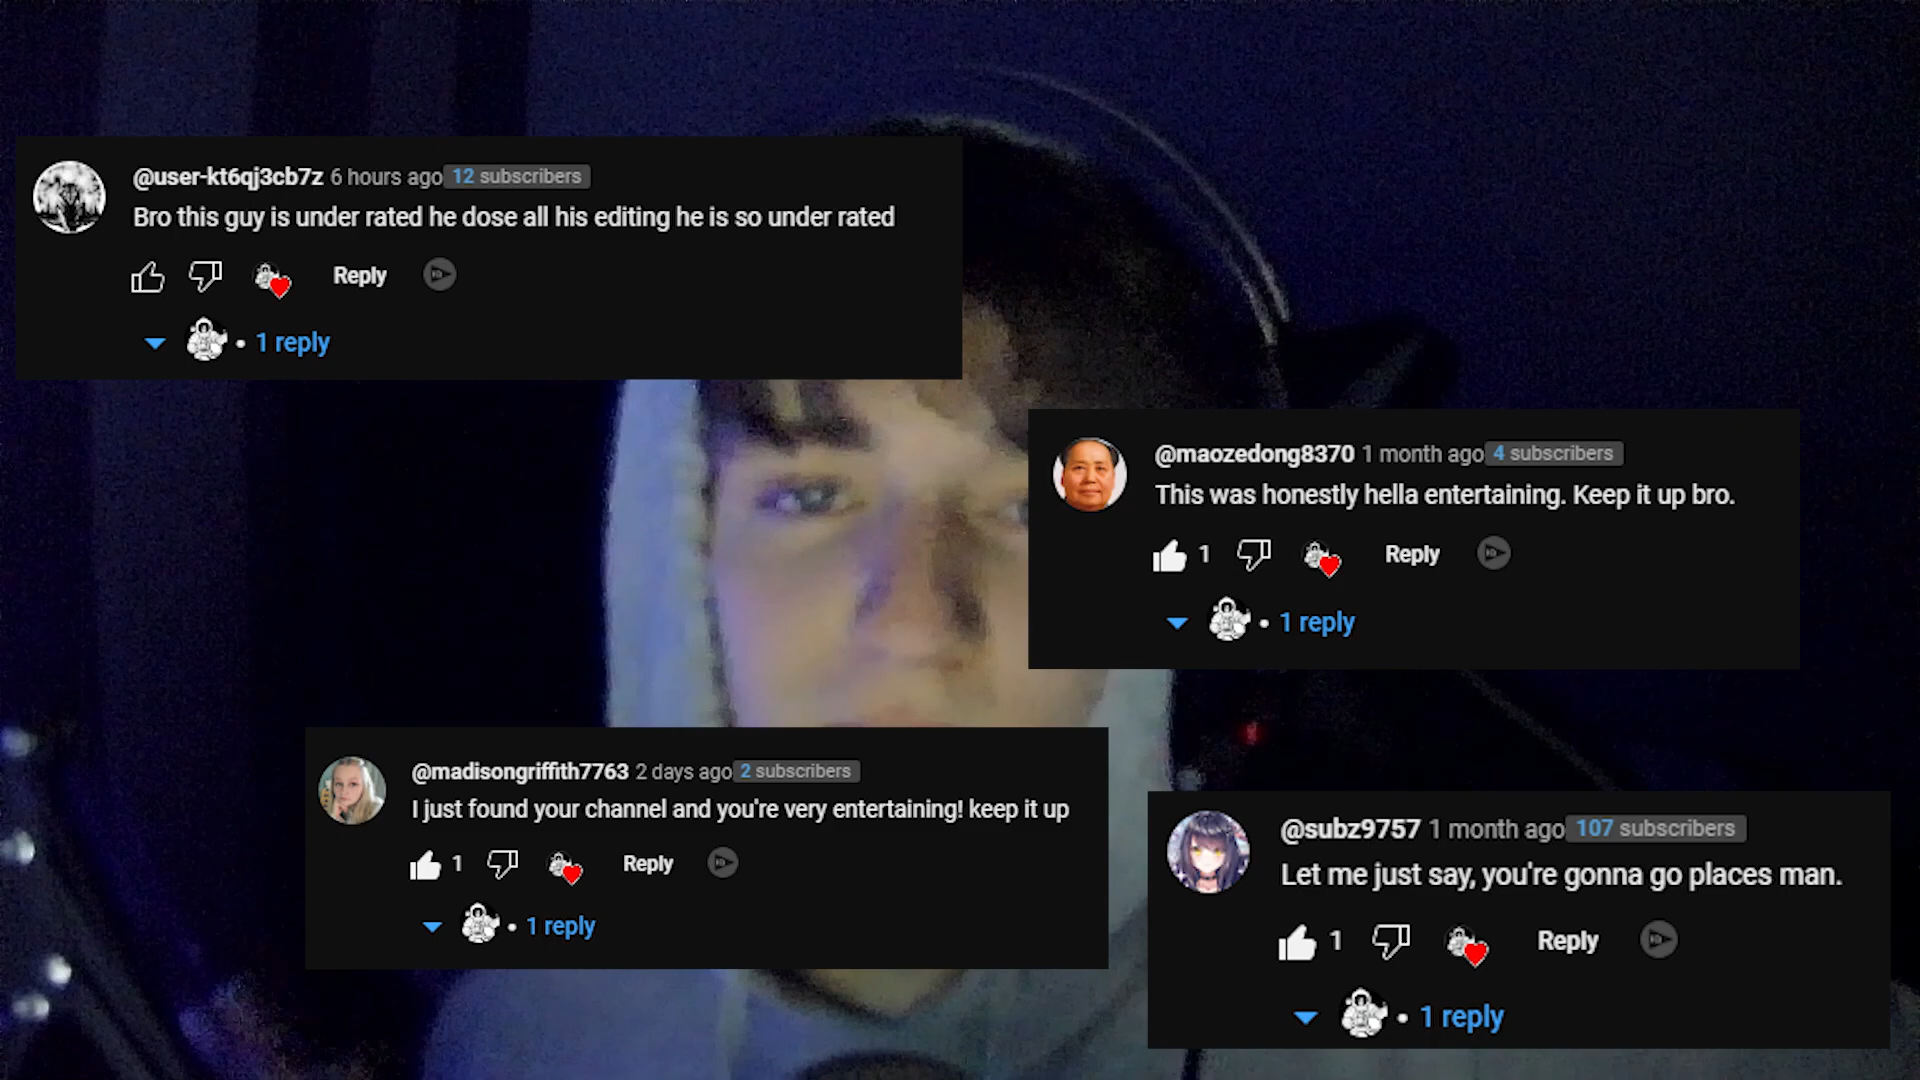 @user-kt6qj3cb7z 6 hours ago 12 subscribers
Bro this guy is under rated he dose all his editing he is so under rated
Reply
1 reply
@maozedong8370 1 month ago 4 subscribers
This was honestly hella entertaining. Keep it up bro.
1 Reply
1 reply
@madisongriffith7763 2 days ago 2 subscribers
I just found your channel and you're very entertaining! keep it up
1 Reply
1 reply
@subz9757 1 month ago 107 subscribers
Let me just say, you're gonna go places man.
1 Reply
1 reply